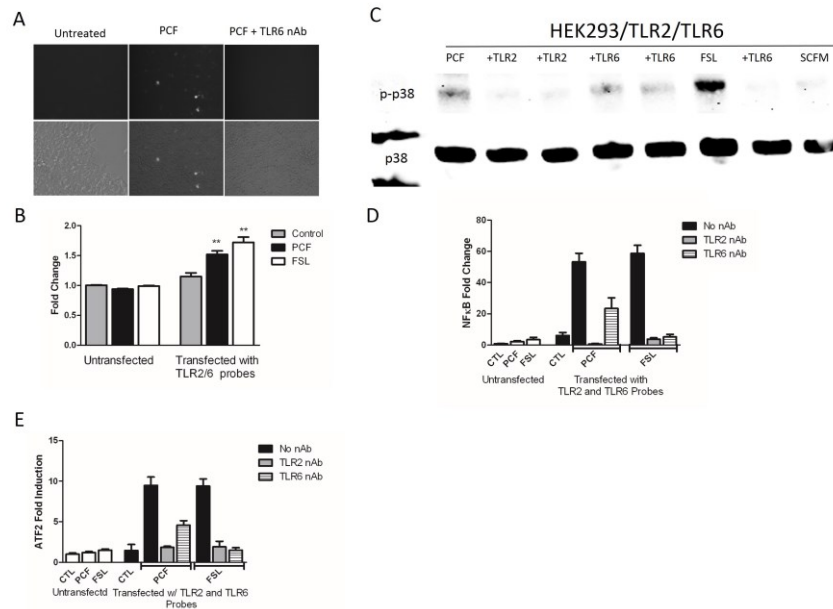 A
Untreated
PCF
PCF + TLR6 nAb
B
Fold Change
2.0
1.5
1.0
0.5
0.0
**
**
Control
PCF
FSL
Untransfected
Transfected with
TLR2/6 probes
C
HEK293/TLR2/TLR6
PCF
+TLR2
+TLR2
+TLR6
+TLR6
FSL
+TLR6
SCFM
p-p38
p38
D
NFκB Fold Change
80
60
40
20
0
No nAb
TLR2 nAb
TLR6 nAb
CTL
PCF
FSL
CTL
PCF
FSL
Untransfected
Transfected with
TLR2 and TLR6 Probes
E
ATF2 Fold Induction
15
10
5
0
No nAb
TLR2 nAb
TLR6 nAb
CTL
PCF
FSL
CTL
PCF
FSL
Untransfectd
Transfected w/ TLR2 and TLR6
Probes